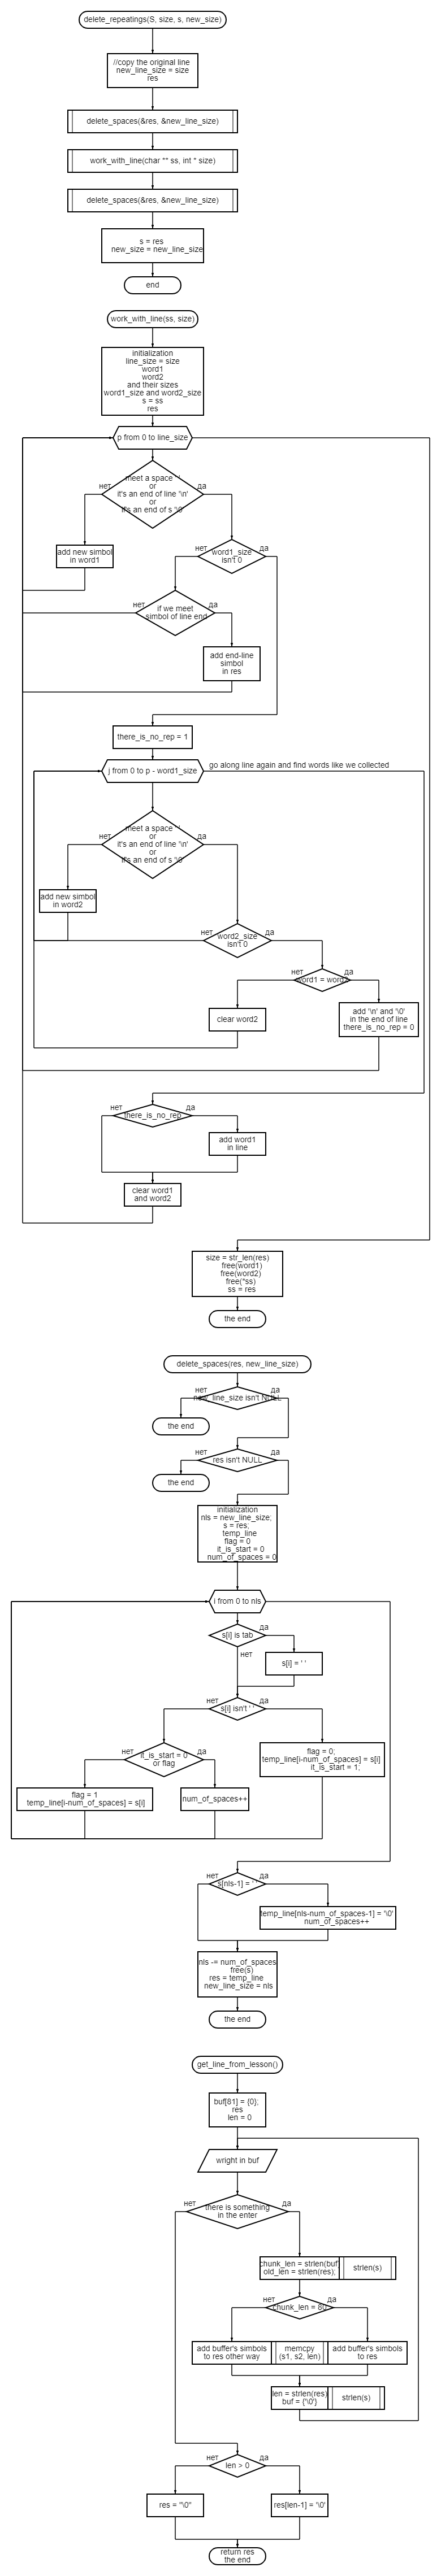 delete_repeatings(S, size, s, new_size)
//copy the original line
new_line_size = size
res
delete_spaces(&res, &new_line_size)
work_with_line(char ** ss, int * size)
delete_spaces(&res, &new_line_size)
s = res
new_size = new_line_size
end
work_with_line(ss, size)
initialization
line_size = size
word1
word2
and their sizes
word1_size and word2_size
s = ss
res
p from 0 to line_size
meet a space ' '
or
it's an end of line '\n'
or
it's an end of s '\0'
нет
да
add new simbol
in word1
word1_size
isn't 0
нет
да
if we meet
simbol of line end
нет
да
add end-line
simbol
in res
there_is_no_rep = 1
j from 0 to p - word1_size
go along line again and find words like we collected
meet a space ' '
or
it's an end of line '\n'
or
it's an end of s '\0'
нет
да
add new simbol
in word2
word2_size
isn't 0
нет
да
word1 = word2
нет
да
clear word2
add '\n' and '\0'
in the end of line
there_is_no_rep = 0
there_is_no_rep
нет
да
add word1
in line
clear word1
and word2
size = str_len(res)
free(word1)
free(word2)
free(*ss)
ss = res
the end
delete_spaces(res, new_line_size)
нет
да
new_line_size isn't NULL
the end
нет
да
res isn't NULL
the end
initialization
nls = new_line_size;
s = res;
temp_line
flag = 0
it_is_start = 0
num_of_spaces = 0
i from 0 to nls
s[i] is tab
да
нет
s[i] = ' '
s[i] isn't ' '
нет
да
it_is_start = 0
or flag
нет
да
flag = 0;
temp_line[i-num_of_spaces] = s[i]
it_is_start = 1;
flag = 1
temp_line[i-num_of_spaces] = s[i]
num_of_spaces++
s[nls-1] = ' '
нет
да
temp_line[nls-num_of_spaces-1] = '\0'
num_of_spaces++
nls -= num_of_spaces
free(s)
res = temp_line
new_line_size = nls
the end
get_line_from_lesson()
buf[81] = {0};
res
len = 0
wright in buf
there is something
in the enter
нет
да
chunk_len = strlen(buf)
old_len = strlen(res);
strlen(s)
chunk_len = 80
нет
да
add buffer's simbols
to res other way
memcpy
(s1, s2, len)
add buffer's simbols
to res
len = strlen(res)
buf = {'\0'}
strlen(s)
len > 0
нет
да
res = "\0"
res[len-1] = '\0'
return res
the end